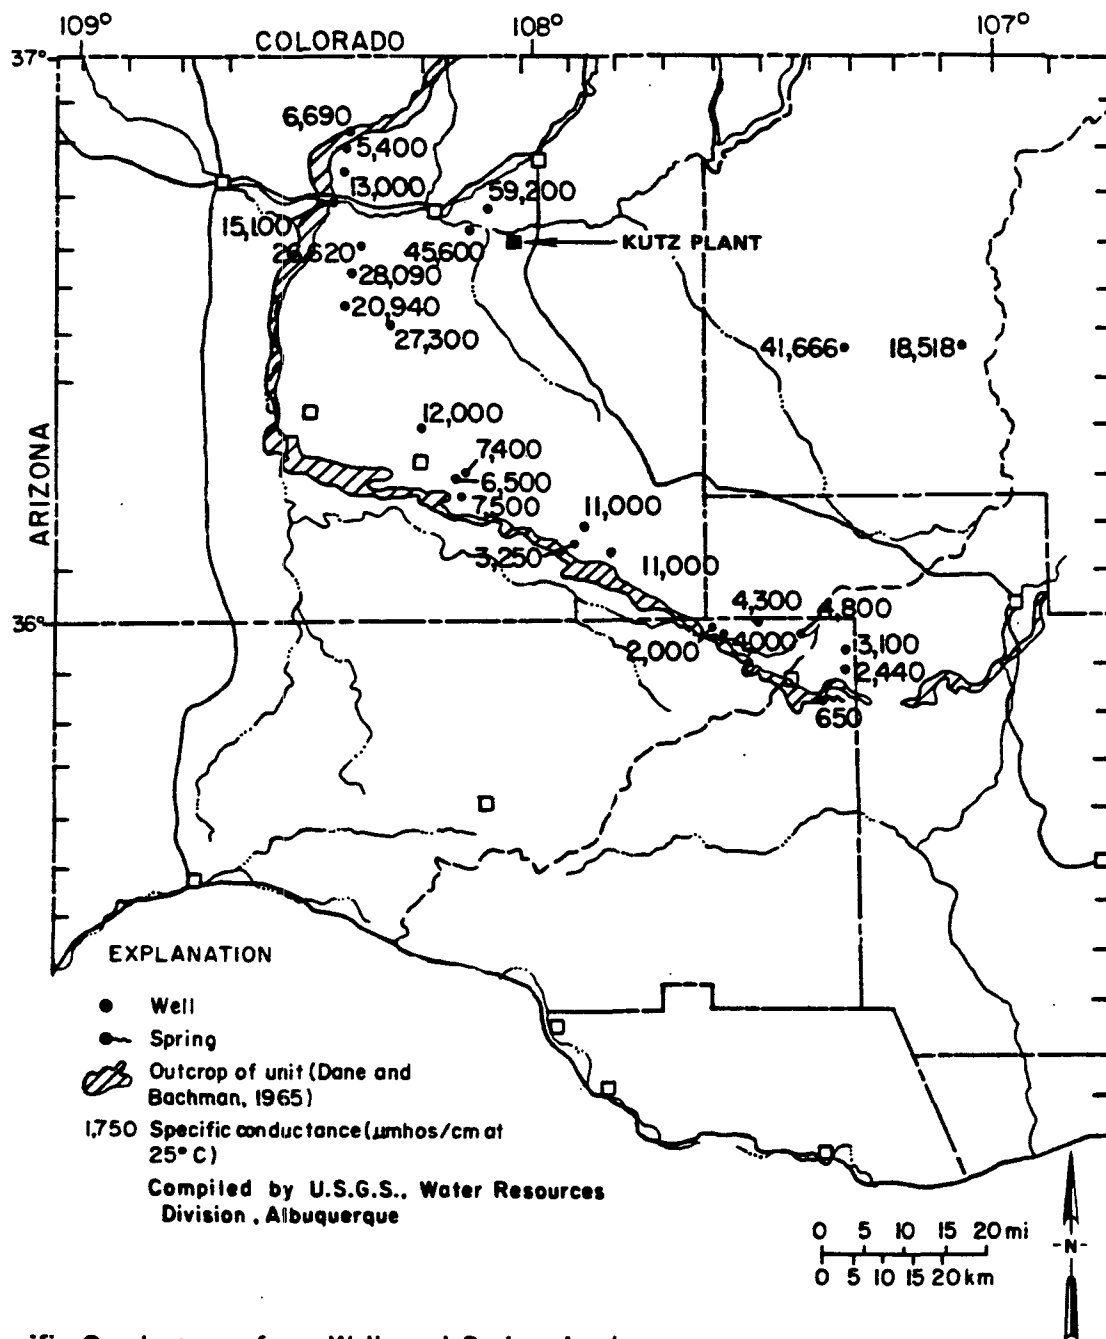 109° 108° 107°
37° COLORADO
6,690
5,400
13,000
59,200
15,100
26,620
45,600
KUTZ PLANT
28,090
20,940
27,300
41,666 18,518
12,000
7,400
6,500
7,500
ARIZONA
11,000
3,250
11,000
4,300
4,800
36°
2,000
4000
3,100
2,440
650
EXPLANATION
Well
Spring
Outcrop of unit (Dane and
Bachman, 1965)
1,750 Specific conductance (µmhos/cm at
25° C)
Compiled by U.S.G.S., Water Resources
Division, Albuquerque
0 5 10 15 20 mi
0 5 10 15 20 km
-N-